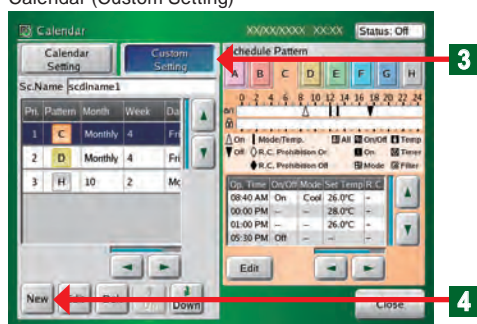 Calendar (Custom Setting)
Calendar XX/XX/XXXX XX:XX Status: Off
Calendar Setting
Custom Setting
3
Schedule Pattern
A B C D E F G H
Sc.Name scdlname1
0 2 4 6 8 10 12 14 16 18 20 22 24
Pri. Pattern Month Week Da
1 C Monthly 4 Fri
2 D Monthly 4 Fri
3 H 10 2 Mo
On Mode/Temp. All On/Off Temp
Off R.C. Prohibition On On Timer
R.C. Prohibition Off Mode Filter
Op. Time On/Off Mode Set Temp R.C.
08:40 AM On Cool 26.0°C -
00:00 PM -- -- 28.0°C -
01:00 PM -- -- 26.0°C -
05:30 PM Off -- -- -
Edit
New
Down
Close
4